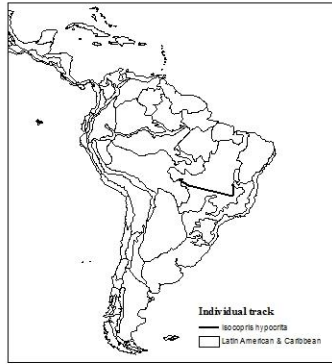 Individual track
Isocopris hypocrita
Latin American & Caribbean